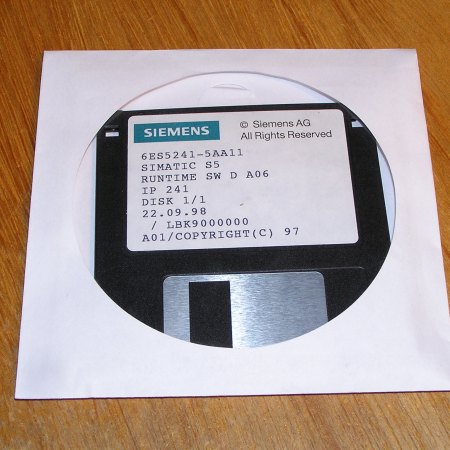 SIEMENS
© Siemens AG
All Rights Reserved
6ES5241-5AA11
SIMATIC S5
RUNTIME SW D A06
IP 241
DISK 1/1
22.09.98
/ LBK9000000
A01/COPYRIGHT(C) 97